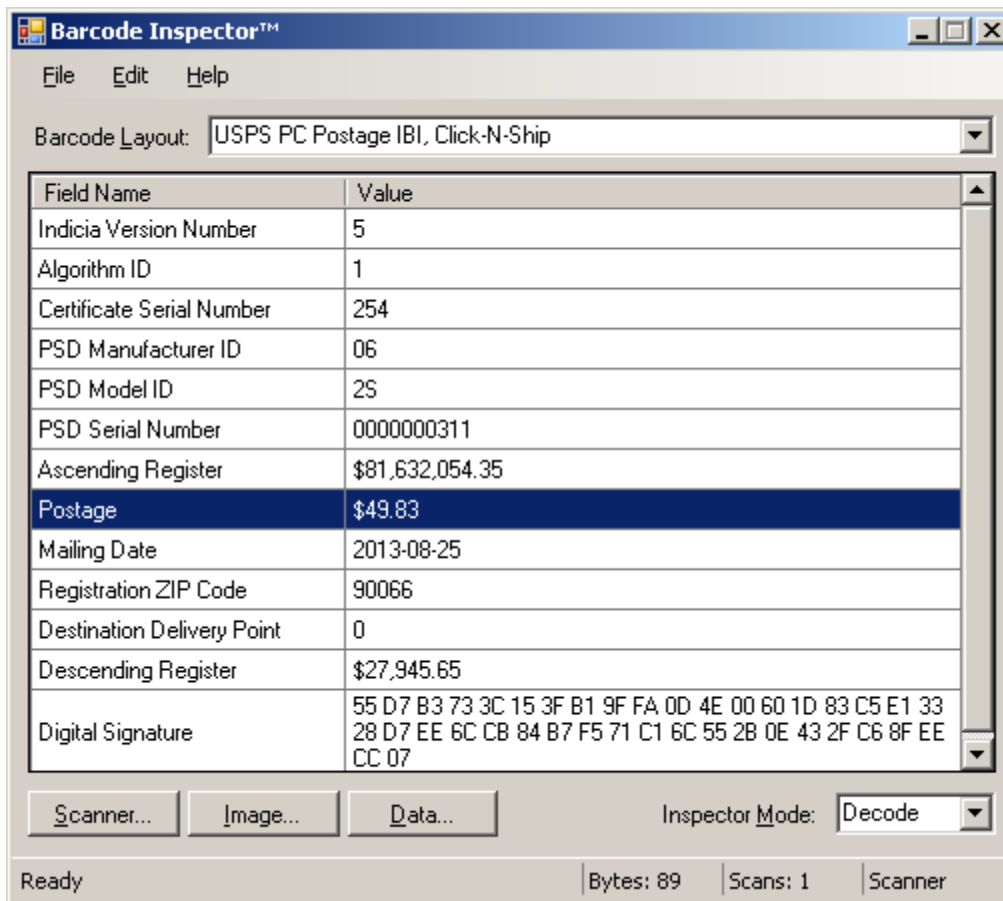 Barcode Inspector™
File Edit Help
Barcode Layout: USPS PC Postage IBI, Click-N-Ship
Field Name Value
Indicia Version Number 5
Algorithm ID 1
Certificate Serial Number 254
PSD Manufacturer ID 06
PSD Model ID 2S
PSD Serial Number 0000000311
Ascending Register $81,632,054.35
Postage $49.83
Mailing Date 2013-08-25
Registration ZIP Code 90066
Destination Delivery Point 0
Descending Register $27,945.65
Digital Signature 55 D7 B3 73 3C 15 3F B1 9F FA 0D 4E 00 60 1D 83 C5 E1 33
28 D7 EE 6C CB 84 B7 F5 71 C1 6C 55 2B 0E 43 2F C6 8F EE
CC 07
Scanner... Image... Data... Inspector Mode: Decode
Ready Bytes: 89 Scans: 1 Scanner